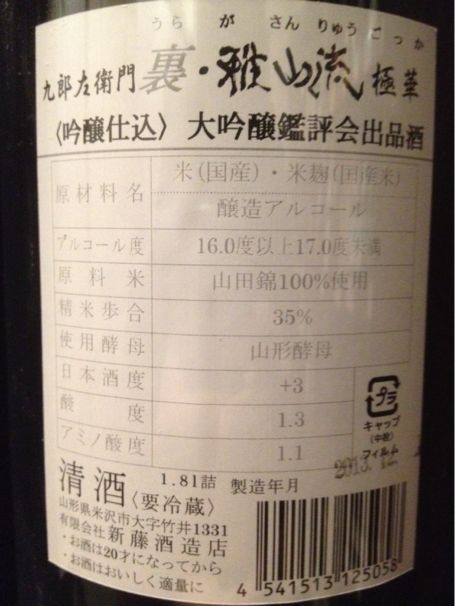 うら が さん りゅう ごっか
九郎左衛門 裏・雅山流 極華
〈吟醸仕込〉 大吟醸鑑評会出品酒
原材料名 米(国産)・米麹(国産米)
醸造アルコール
アルコール度 16.0度以上17.0度未満
原料米 山田錦100%使用
精米歩合 35%
使用酵母 山形酵母
日本酒度 +3
酸度 1.3
アミノ酸度 1.1
プラ
キャップ
(中栓)
フィルム
清酒 1.8l詰 製造年月 2013.
〈要冷蔵〉
山形県米沢市大字竹井1331
有限会社 新藤酒造店
・お酒は20才になってから
・お酒はおいしく適量に
4 541513 125058